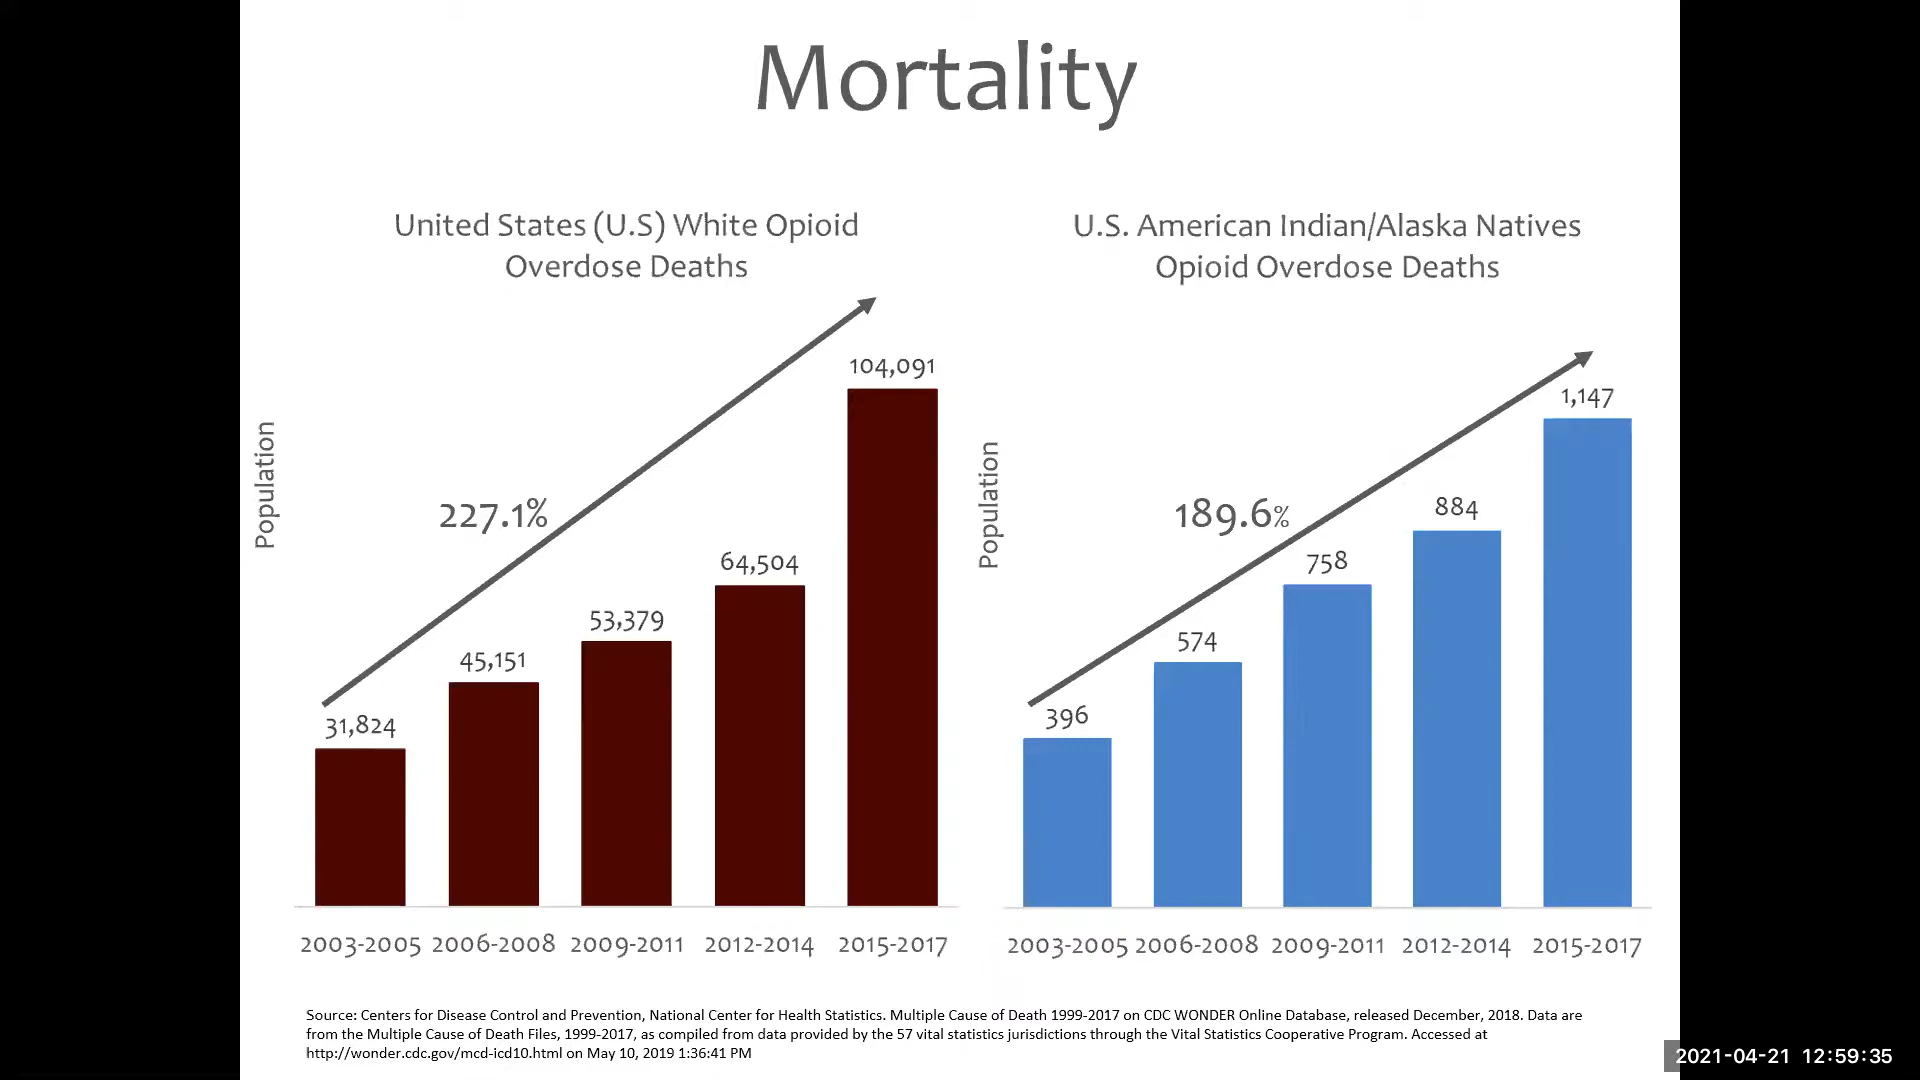 Mortality
United States (U.S) White Opioid
Overdose Deaths
Population
227.1%
31,824
45,151
53,379
64,504
104,091
2003-2005 2006-2008 2009-2011 2012-2014 2015-2017
U.S. American Indian/Alaska Natives
Opioid Overdose Deaths
Population
189.6%
396
574
758
884
1,147
2003-2005 2006-2008 2009-2011 2012-2014 2015-2017
Source: Centers for Disease Control and Prevention, National Center for Health Statistics. Multiple Cause of Death 1999-2017 on CDC WONDER Online Database, released December, 2018. Data are
from the Multiple Cause of Death Files, 1999-2017, as compiled from data provided by the 57 vital statistics jurisdictions through the Vital Statistics Cooperative Program. Accessed at
http://wonder.cdc.gov/mcd-icd10.html on May 10, 2019 1:36:41 PM
2021-04-21 12:59:35